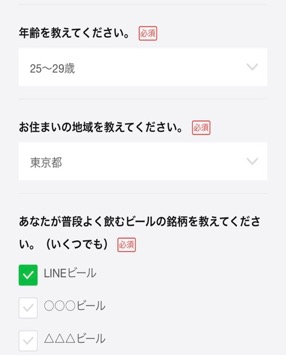 年齢を教えてください。 必須
25〜29歳
お住まいの地域を教えてください。 必須
東京都
あなたが普段よく飲むビールの銘柄を教えてくださ
い。（いくつでも） 必須
LINEビール
○○○ビール
△△△ビール